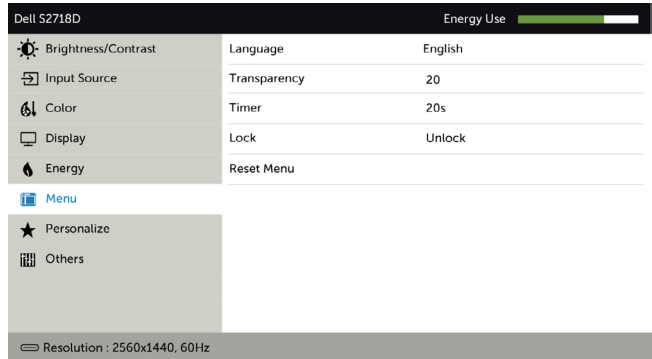 Dell S2718D Energy Use
Brightness/Contrast Language English
Input Source Transparency 20
Color Timer 20s
Display Lock Unlock
Energy Reset Menu
Menu
Personalize
Others
Resolution : 2560x1440, 60Hz